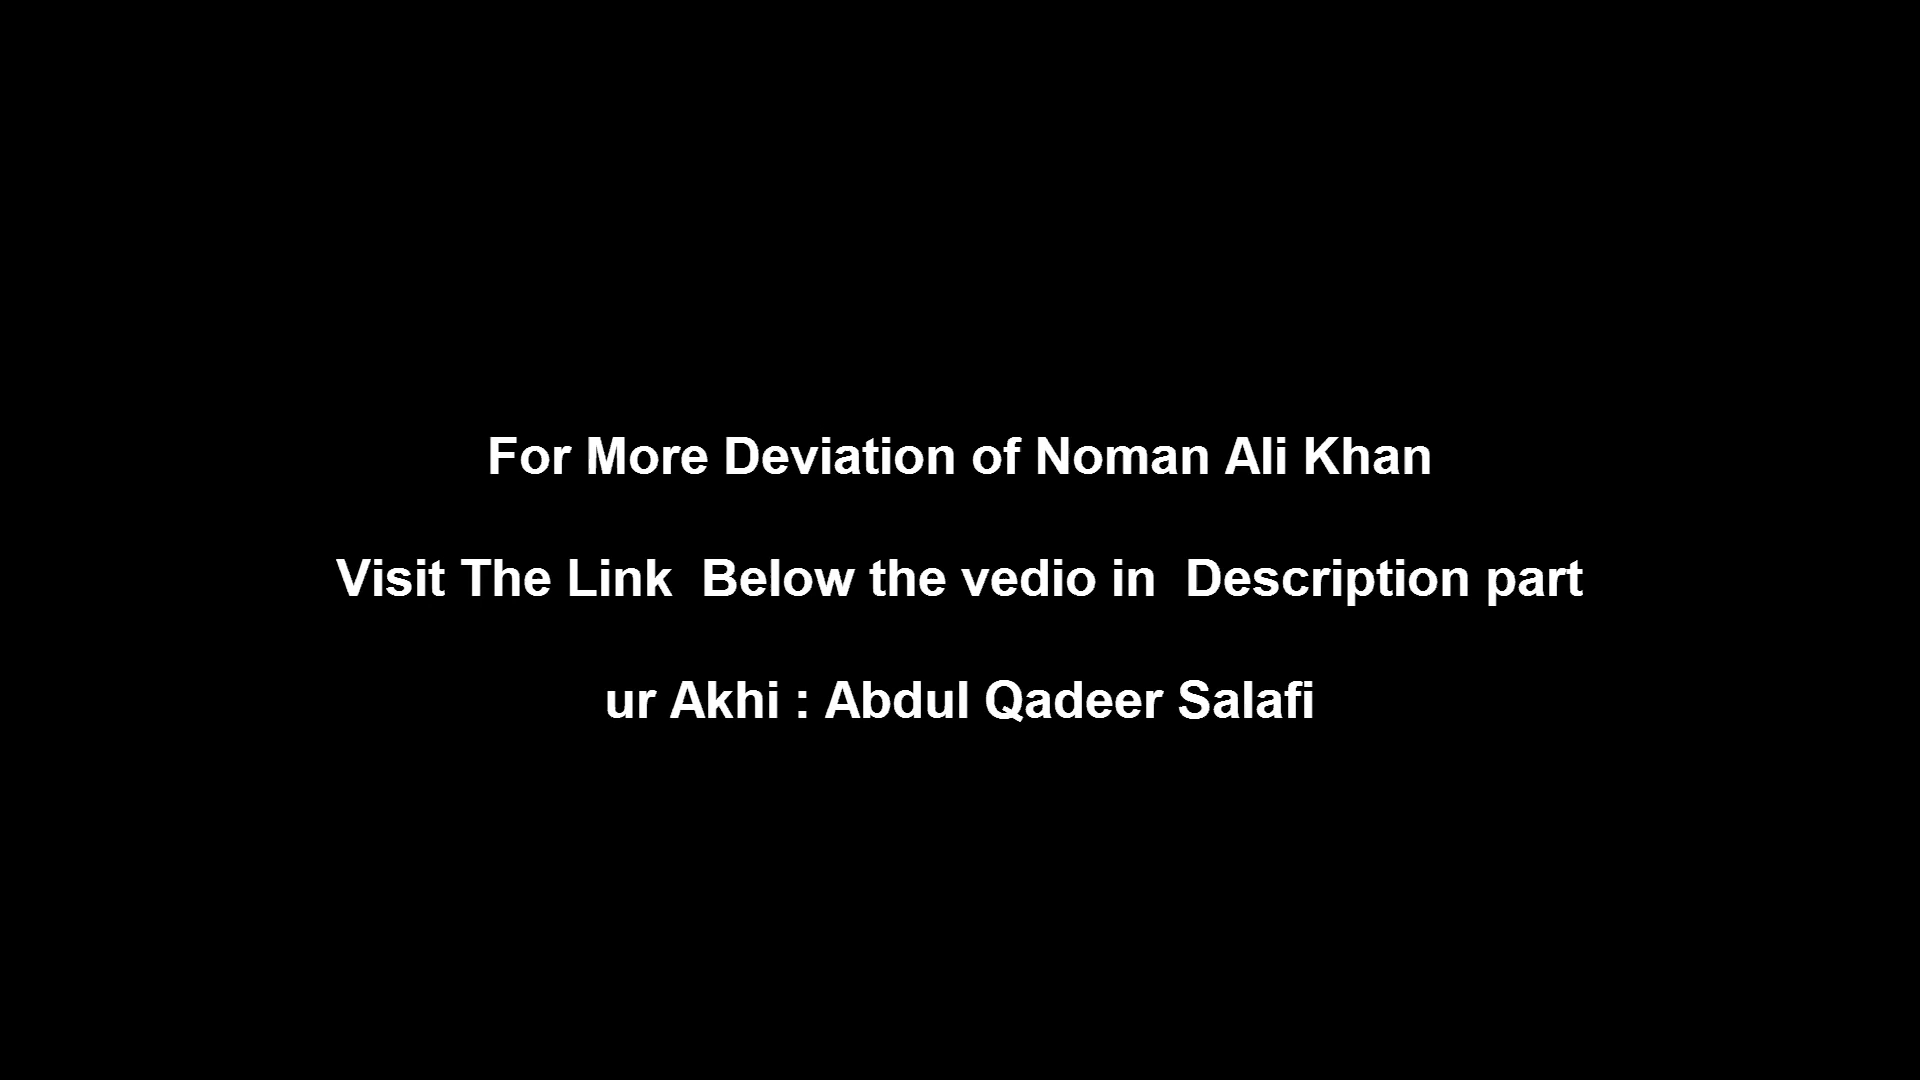 For More Deviation of Noman Ali Khan
Visit The Link  Below the vedio in  Description part
ur Akhi : Abdul Qadeer Salafi